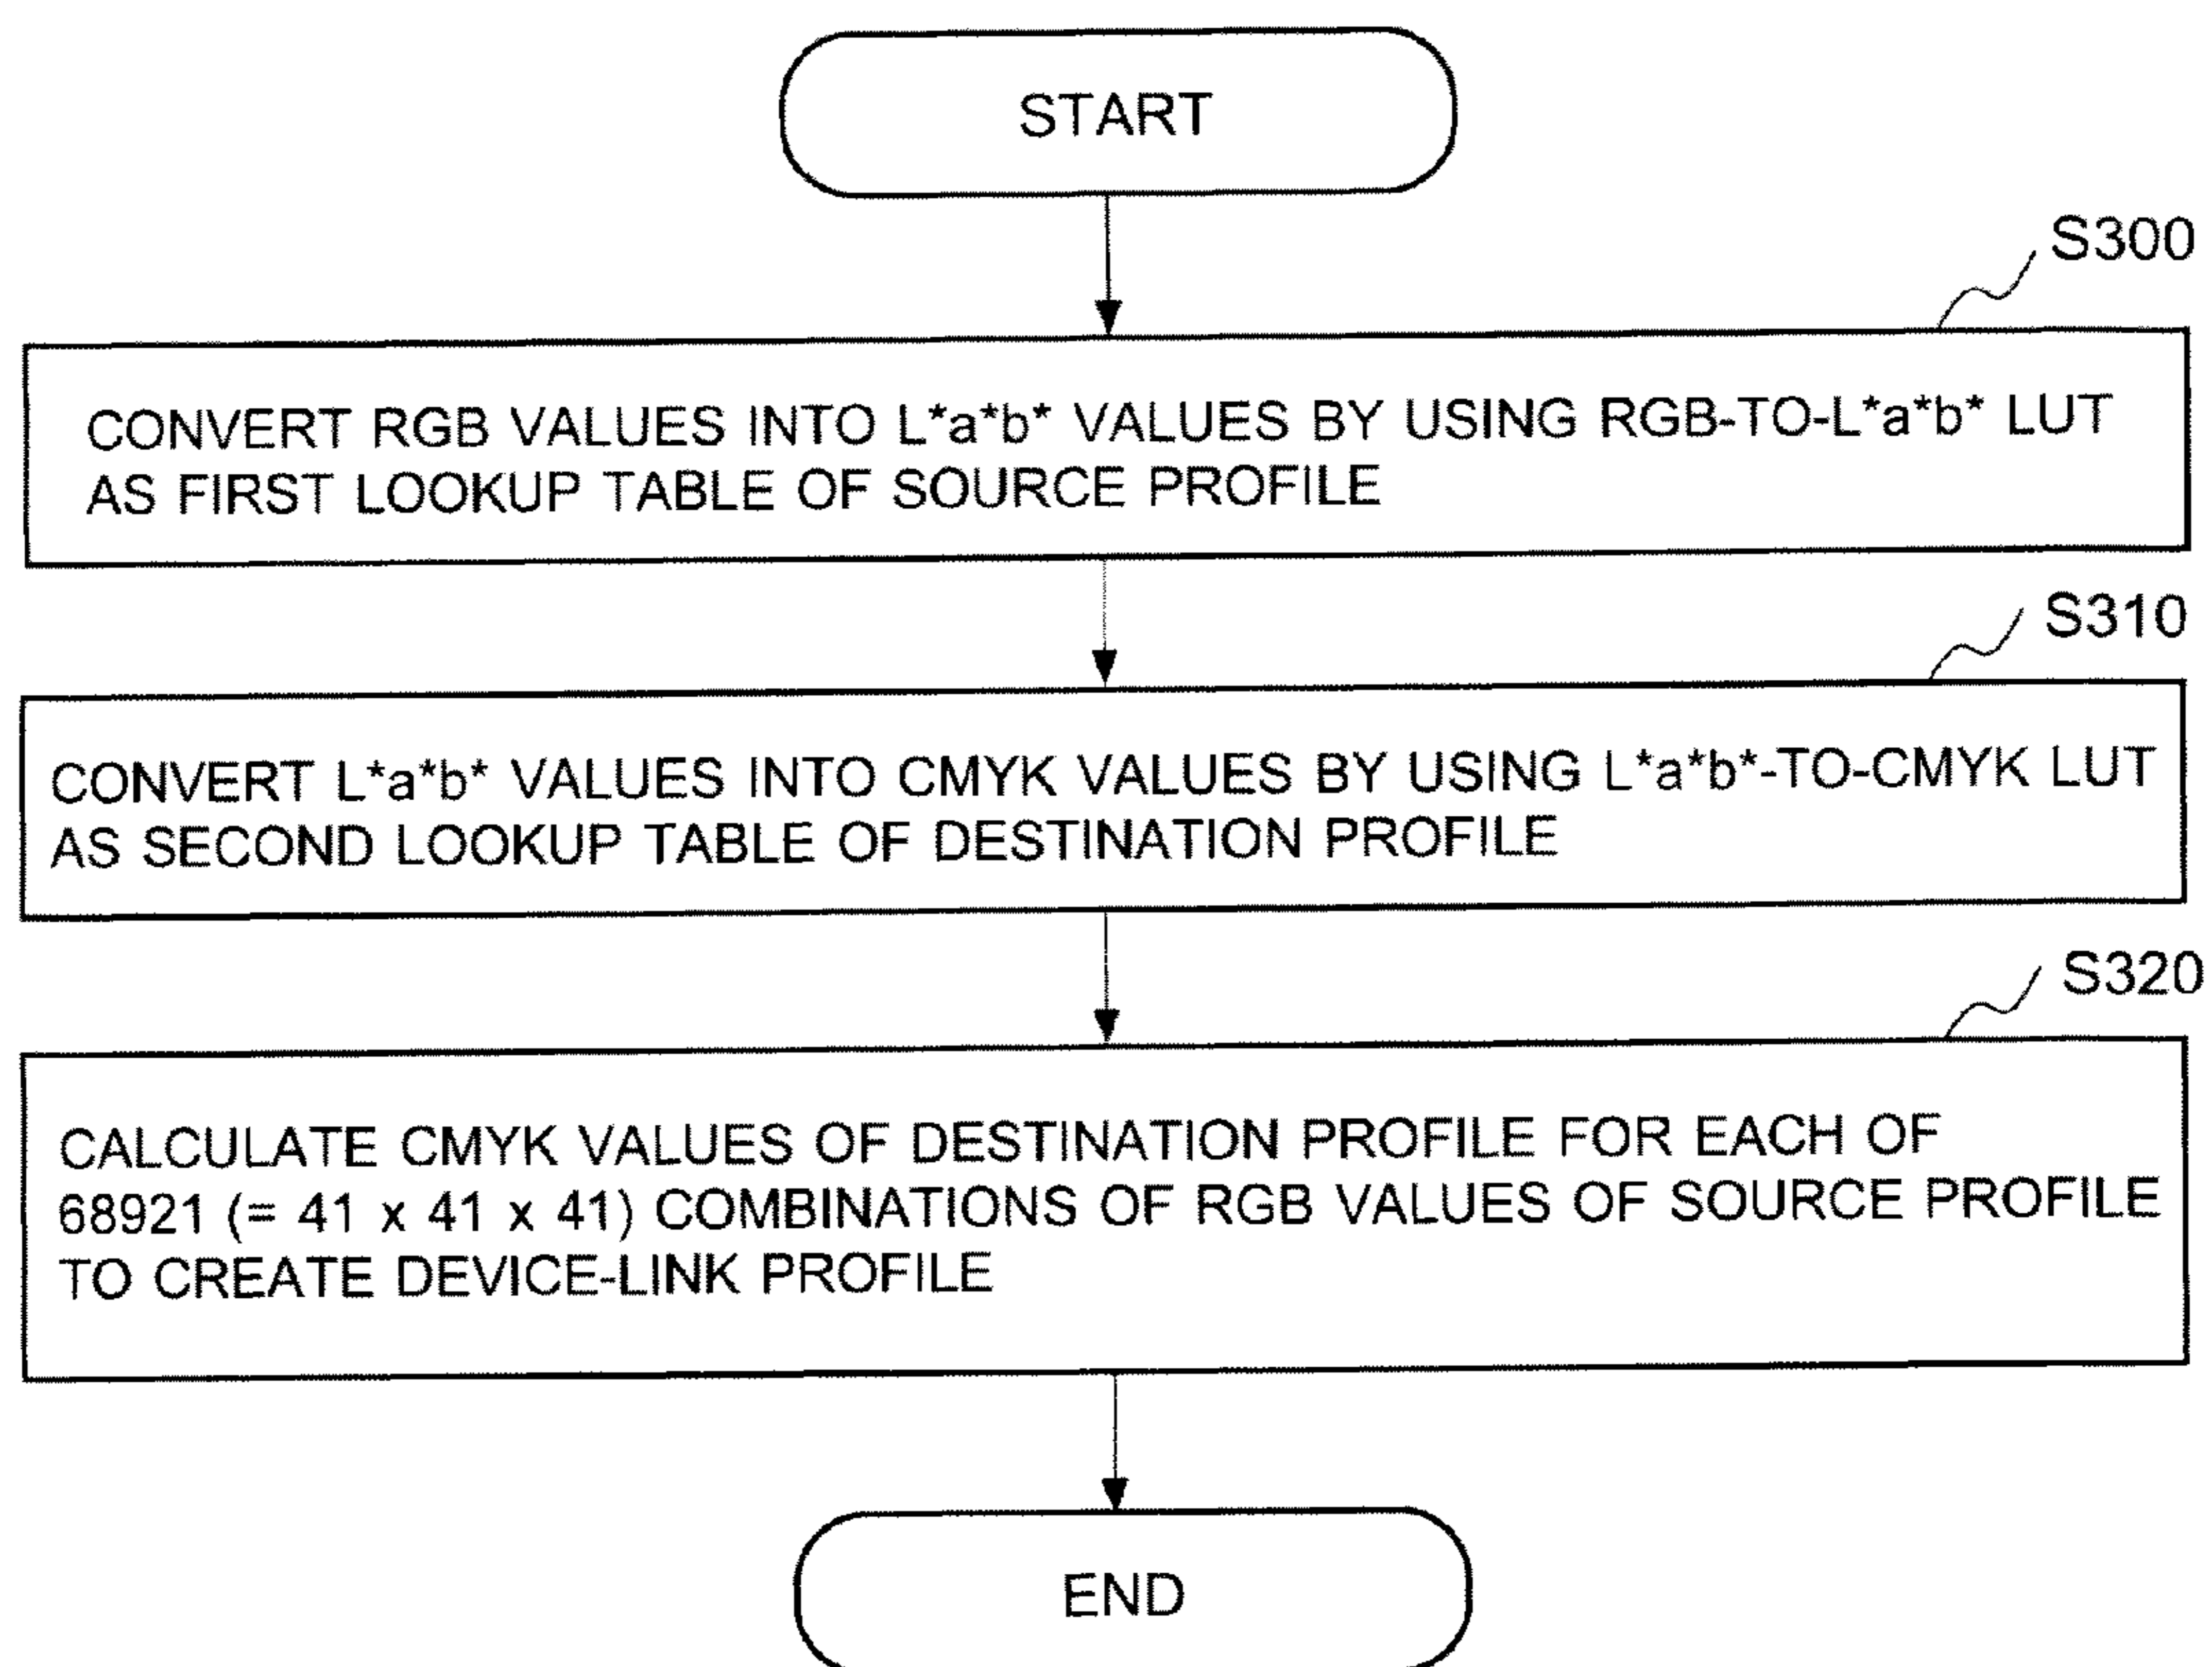 START
S300
CONVERT RGB VALUES INTO L*a*b* VALUES BY USING RGB-TO-L*a*b* LUT
AS FIRST LOOKUP TABLE OF SOURCE PROFILE
S310
CONVERT L*a*b* VALUES INTO CMYK VALUES BY USING L*a*b*-TO-CMYK LUT
AS SECOND LOOKUP TABLE OF DESTINATION PROFILE
S320
CALCULATE CMYK VALUES OF DESTINATION PROFILE FOR EACH OF
68921 (= 41 x 41 x 41) COMBINATIONS OF RGB VALUES OF SOURCE PROFILE
TO CREATE DEVICE-LINK PROFILE
END